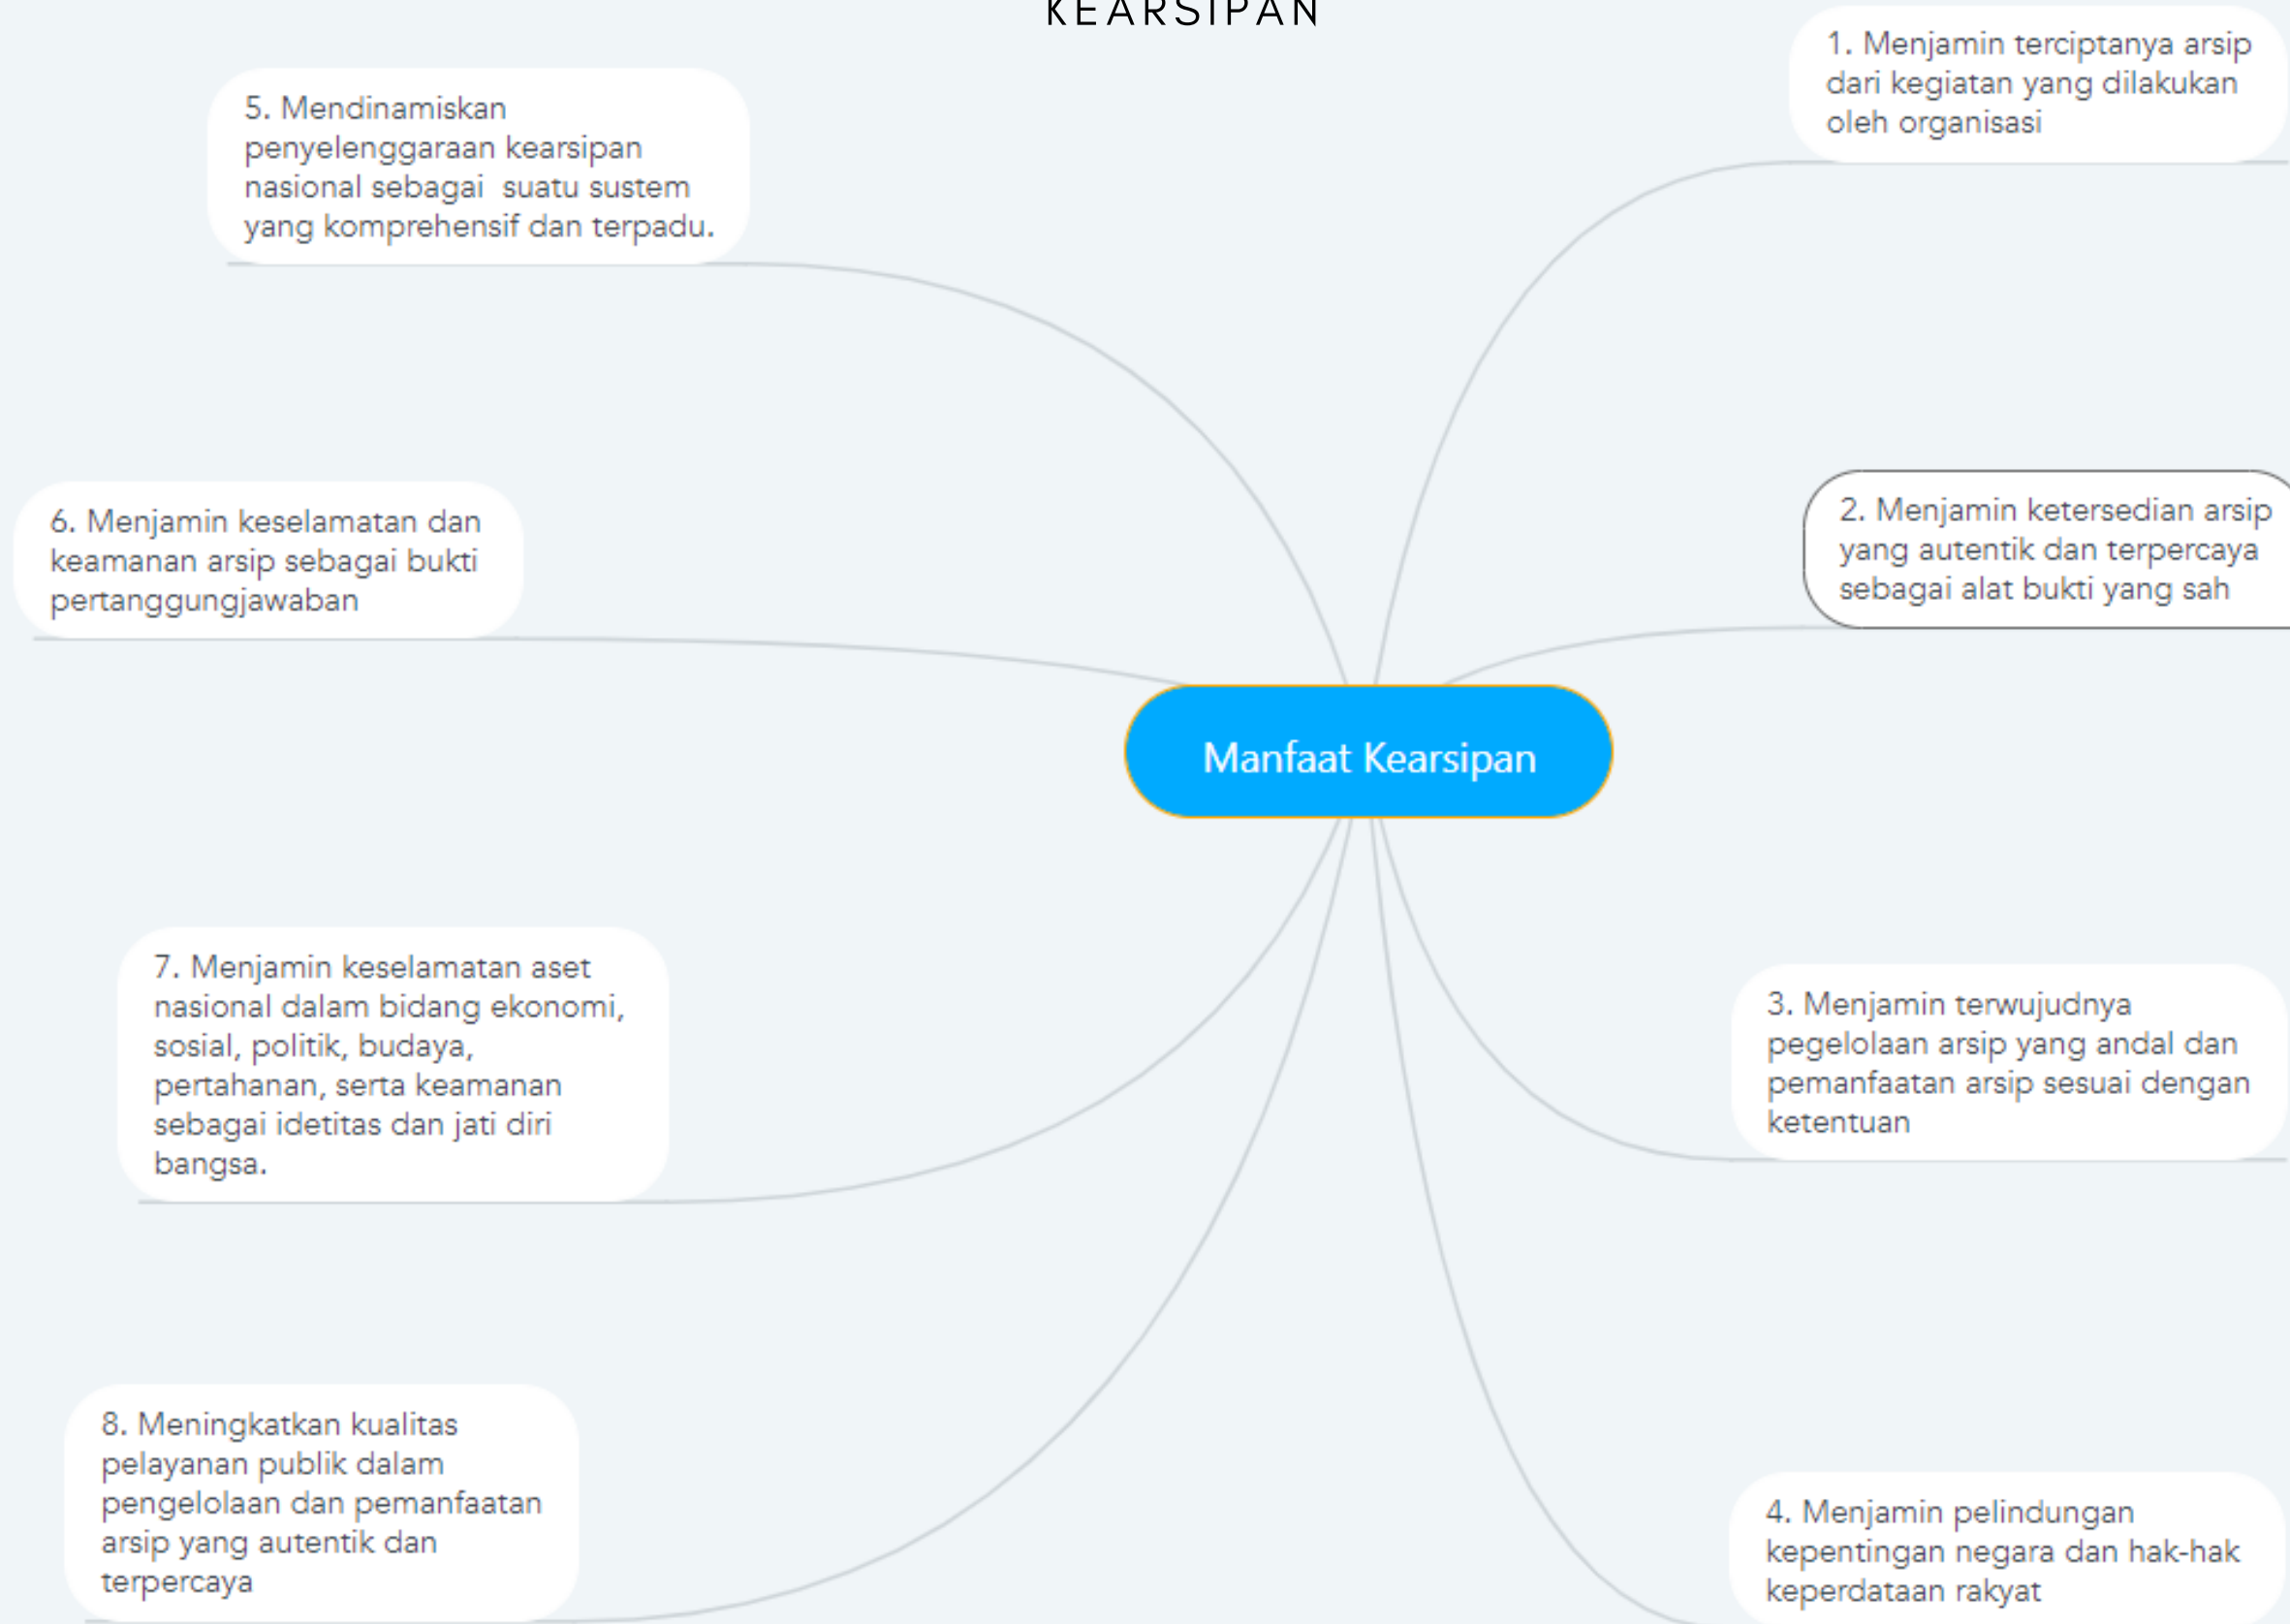 KEARSIPAN
1. Menjamin terciptanya arsip
dari kegiatan yang dilakukan
oleh organisasi
2. Menjamin ketersedian arsip
yang autentik dan terpercaya
sebagai alat bukti yang sah
3. Menjamin terwujudnya
pegelolaan arsip yang andal dan
pemanfaatan arsip sesuai dengan
ketentuan
4. Menjamin pelindungan
kepentingan negara dan hak-hak
keperdataan rakyat
5. Mendinamiskan
penyelenggaraan kearsipan
nasional sebagai  suatu sustem
yang komprehensif dan terpadu.
6. Menjamin keselamatan dan
keamanan arsip sebagai bukti
pertanggungjawaban
7. Menjamin keselamatan aset
nasional dalam bidang ekonomi,
sosial, politik, budaya,
pertahanan, serta keamanan
sebagai idetitas dan jati diri
bangsa.
8. Meningkatkan kualitas
pelayanan publik dalam
pengelolaan dan pemanfaatan
arsip yang autentik dan
terpercaya
Manfaat Kearsipan